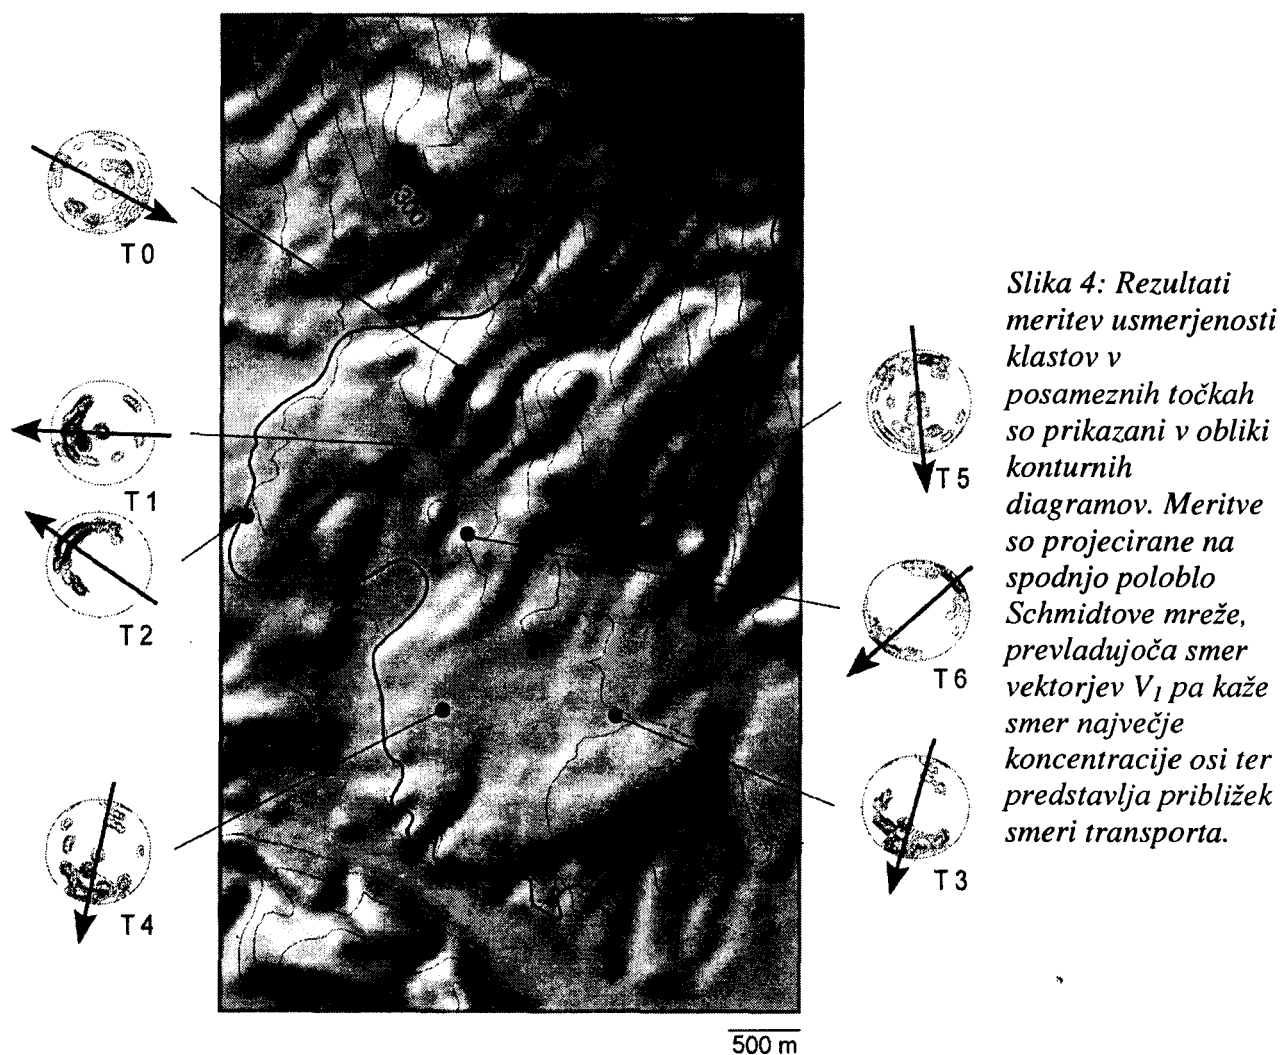 T 0
T 1
T 2
T 4
300
500 m
T 5
T 6
T 3
Slika 4: Rezultati
meritev usmerjenosti
klastov v
posameznih točkah
so prikazani v obliki
konturnih
diagramov. Meritve
so projecirane na
spodnjo poloblo
Schmidtove mreže,
prevladujoča smer
vektorjev V₁ pa kaže
smer največje
koncentracije osi ter
predstavlja približek
smeri transporta.